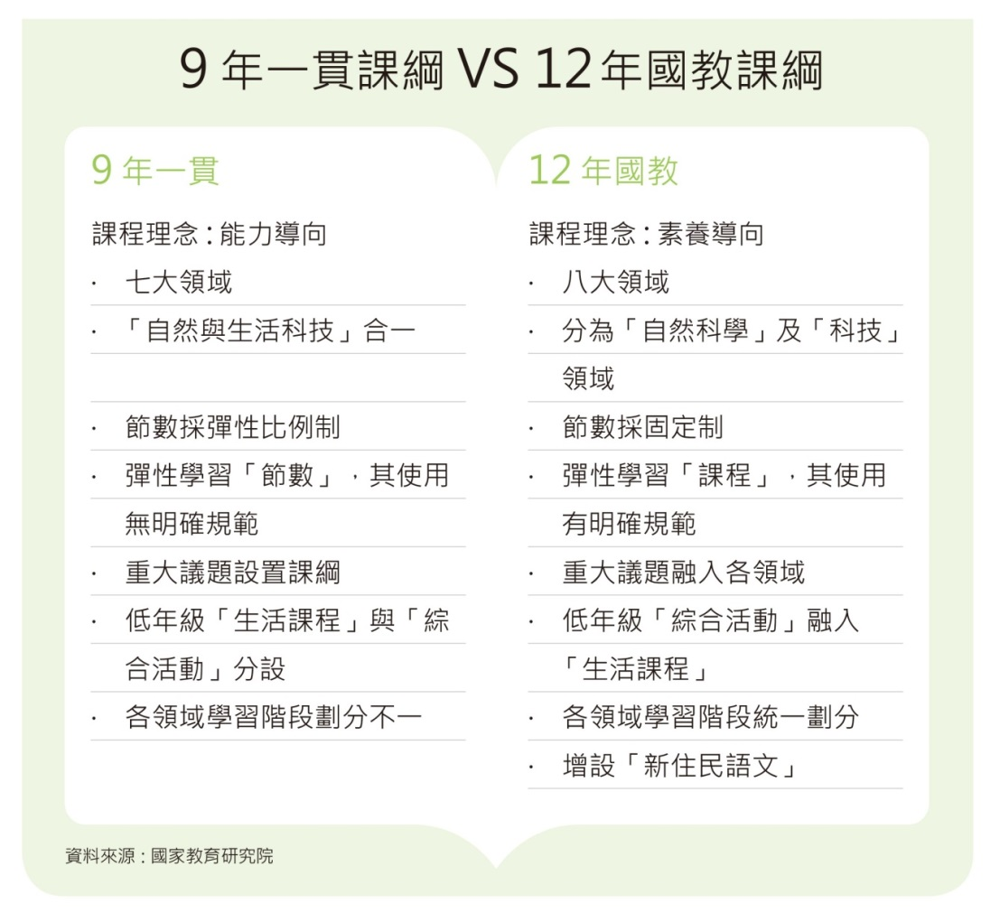 9 年一貫課綱 VS 12年國教課綱
9 年一貫
課程理念：能力導向
· 七大領域
· 「自然與生活科技」合一
· 節數採彈性比例制
· 彈性學習「節數」，其使用
無明確規範
· 重大議題設置課綱
· 低年級「生活課程」與「綜
合活動」分設
· 各領域學習階段劃分不一
12 年國教
課程理念：素養導向
· 八大領域
· 分為「自然科學」及「科技」
領域
· 節數採固定制
· 彈性學習「課程」，其使用
有明確規範
· 重大議題融入各領域
· 低年級「綜合活動」融入
「生活課程」
· 各領域學習階段統一劃分
· 增設「新住民語文」
資料來源：國家教育研究院